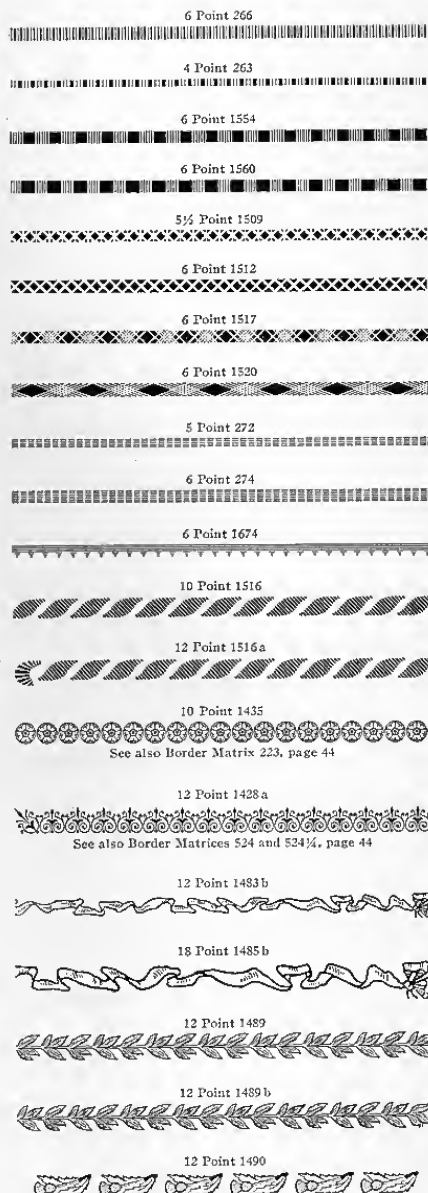 6 Point 266
4 Point 263
6 Point 1554
6 Point 1560
5½ Point 1509
6 Point 1512
6 Point 1517
6 Point 1520
5 Point 272
6 Point 274
6 Point 1674
10 Point 1516
12 Point 1516a
10 Point 1435
See also Border Matrix 223, page 44
12 Point 1428a
See also Border Matrices 524 and 524¼, page 44
12 Point 1483b
18 Point 1485b
12 Point 1489
12 Point 1489b
12 Point 1490